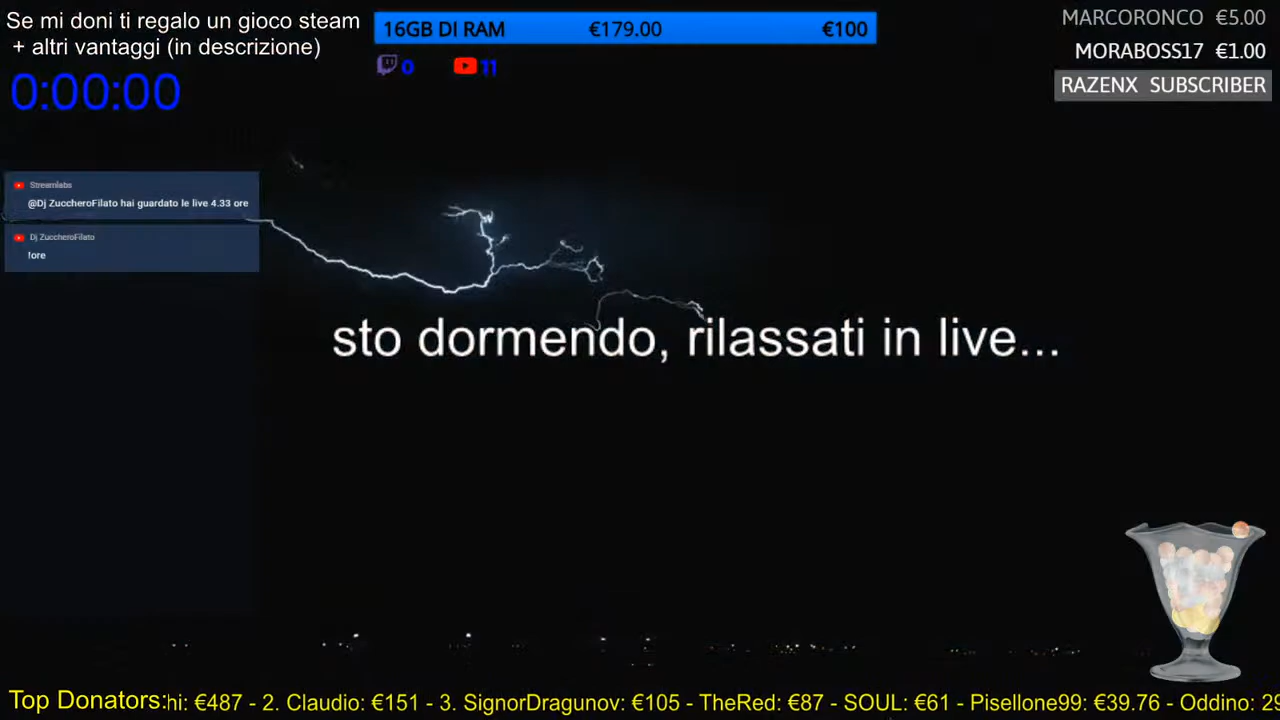 Se mi doni ti regalo un gioco steam
+ altri vantaggi (in descrizione)
0:00:00
16GB DI RAM €179.00 €100
0 11
MARCORONCO €5.00
MORABOSS17 €1.00
RAZENX SUBSCRIBER
Streamlabs
@Dj ZuccheroFilato hai guardato le live 4.33 ore
Dj ZuccheroFilato
!ore
sto dormendo, rilassati in live...
Top Donators: hi: €487 - 2. Claudio: €151 - 3. SignorDragunov: €105 - TheRed: €87 - SOUL: €61 - Pisellone99: €39.76 - Oddino: 29